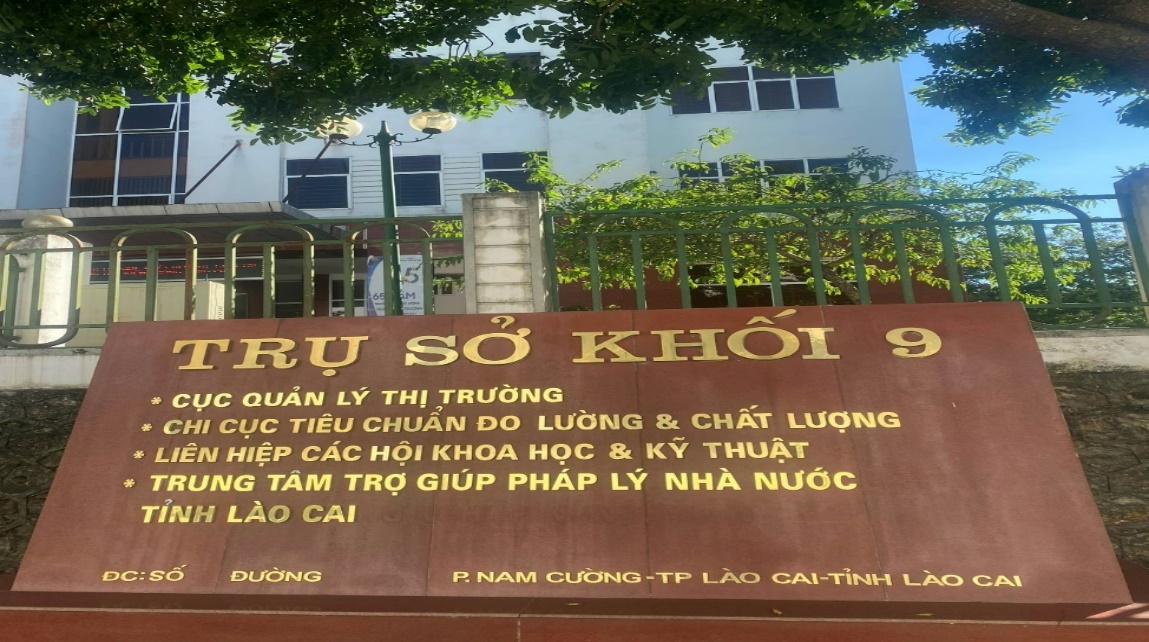 TRỤ SỞ KHỐI 9
* CỤC QUẢN LÝ THỊ TRƯỜNG
* CHI CỤC TIÊU CHUẨN ĐO LƯỜNG & CHẤT LƯỢNG
* LIÊN HIỆP CÁC HỘI KHOA HỌC & KỸ THUẬT
* TRUNG TÂM TRỢ GIÚP PHÁP LÝ NHÀ NƯỚC
TỈNH LÀO CAI
ĐC: SỐ ĐƯỜNG P. NAM CƯỜNG-TP LÀO CAI-TỈNH LÀO CAI